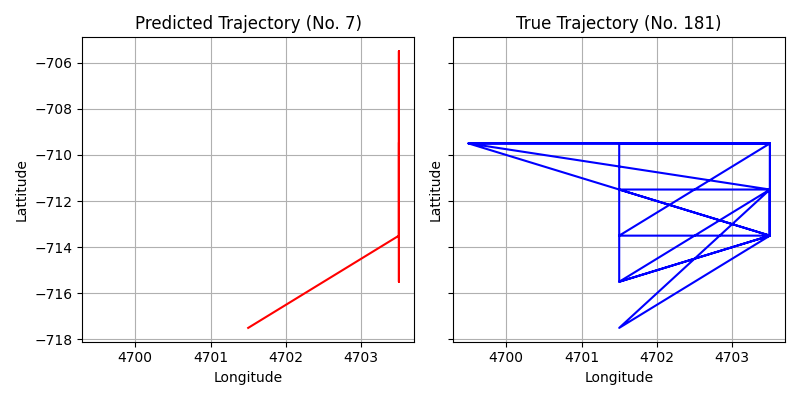 Predicted Trajectory (No. 7)
−706
−708
−710
−712
−714
−716
−718
Lattitude
4700 4701 4702 4703
Longitude
True Trajectory (No. 181)
Lattitude
4700 4701 4702 4703
Longitude